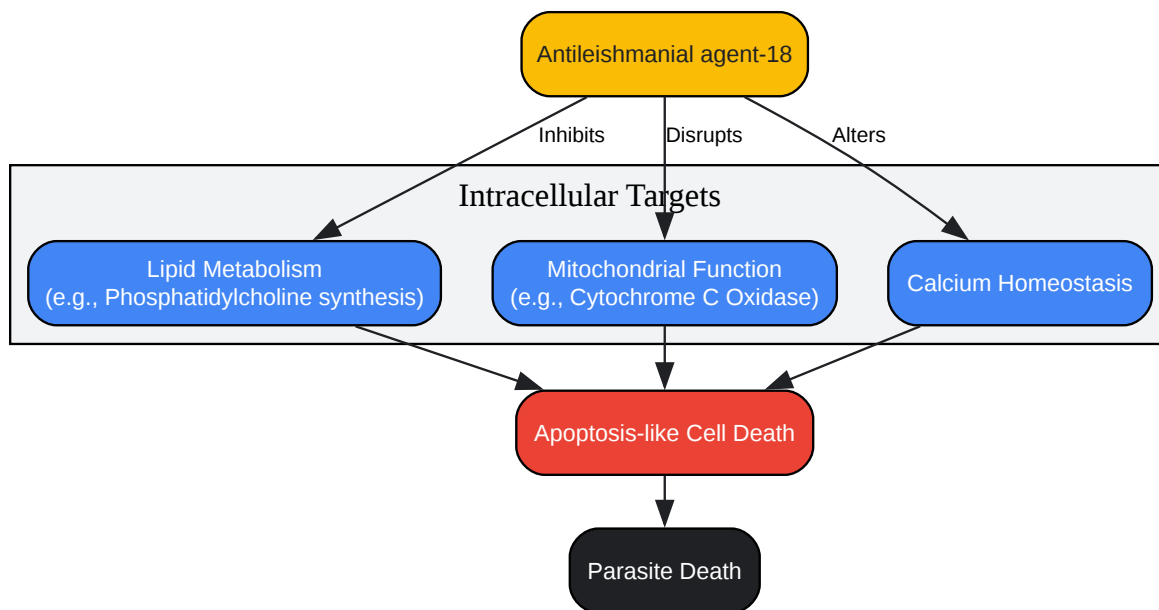 Antileishmanial agent-18
Inhibits
Disrupts
Alters
Intracellular Targets
Lipid Metabolism
(e.g., Phosphatidylcholine synthesis)
Mitochondrial Function
(e.g., Cytochrome C Oxidase)
Calcium Homeostasis
Apoptosis-like Cell Death
Parasite Death